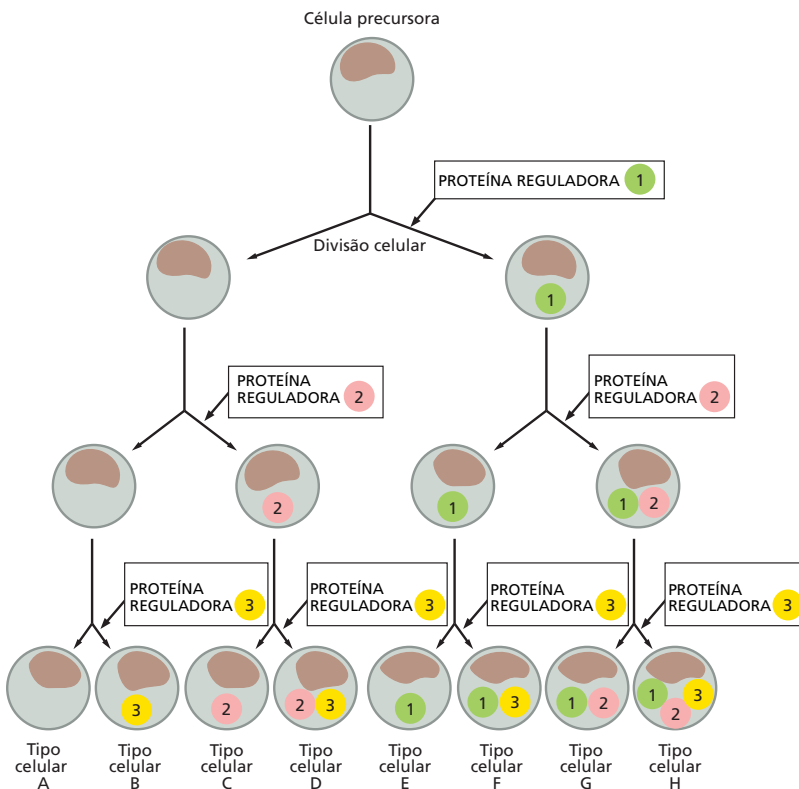 Célula precursora
PROTEÍNA REGULADORA 1
Divisão celular
1
PROTEÍNA
REGULADORA 2
PROTEÍNA
REGULADORA 2
2
1
1 2
PROTEÍNA
REGULADORA 3
PROTEÍNA
REGULADORA 3
PROTEÍNA
REGULADORA 3
PROTEÍNA
REGULADORA 3
3
2
2 3
1
1 3
1 2
1 2 3
Tipo
celular
A
Tipo
celular
B
Tipo
celular
C
Tipo
celular
D
Tipo
celular
E
Tipo
celular
F
Tipo
celular
G
Tipo
celular
H